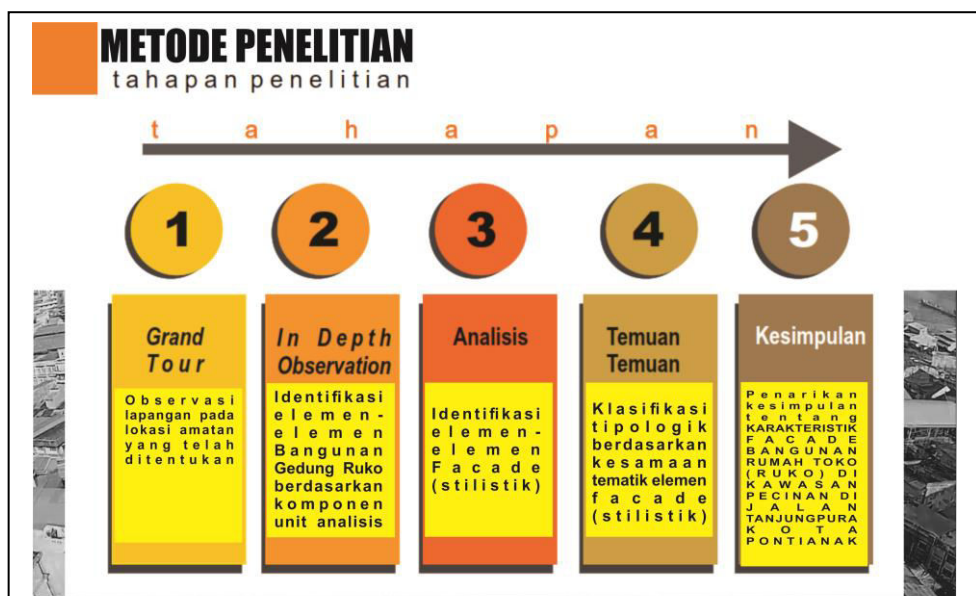 METODE PENELITIAN
tahapan penelitian
tahapan
1
Grand
Tour
Observasi
lapangan pada
lokasi amatan
yang telah
ditentukan
2
In Depth
Observation
Identifikasi
elemen-
elemen
Bangunan
Gedung Ruko
berdasarkan
komponen
unit analisis
3
Analisis
Identifikasi
elemen-
elemen
Facade
(stilistik)
4
Temuan
Temuan
Klasifikasi
tipologik
berdasarkan
kesamaan
tematik elemen
facade
(stilistik)
5
Kesimpulan
Penarikan
kesimpulan
tentang
KARAKTERISTIK
FACADE
BANGUNAN
RUMAH TOKO
(RUKO) DI
KAWASAN
PECINAN DI
JALAN
TANJUNGPURA
KOTA
PONTIANAK